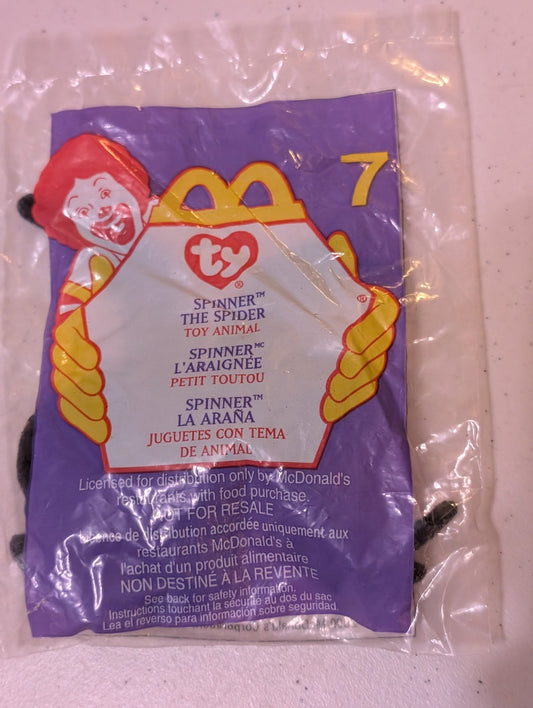 7
ty®
SPINNER™
THE SPIDER
TOY ANIMAL
SPINNER MC
L'ARAIGNÉE
PETIT TOUTOU
SPINNER™
LA ARAÑA
JUGUETES CON TEMA
DE ANIMAL
Licensed for distribution only by McDonald's
restaurants with food purchase.
NOT FOR RESALE
Licence de distribution accordée uniquement aux
restaurants McDonald's à
l'achat d'un produit alimentaire
NON DESTINÉ À LA REVENTE
See back for safety information.
Instructions touchant la sécurité au dos du sac
Lea el reverso para información sobre seguridad.